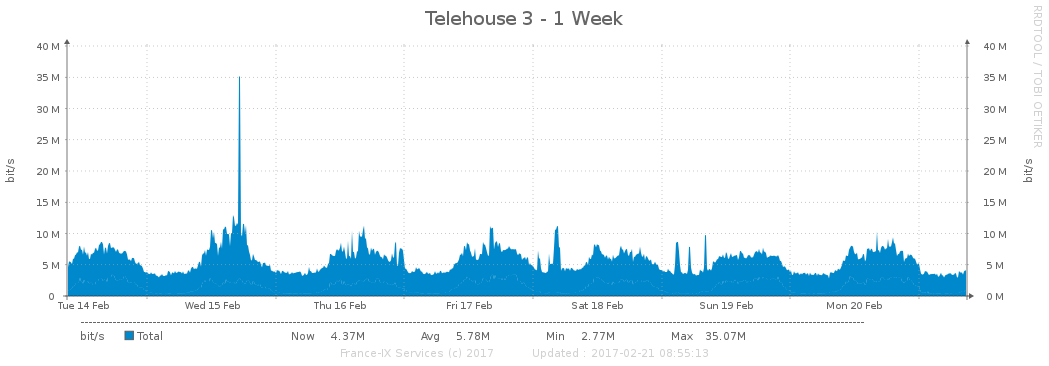 Telehouse 3 - 1 Week
RRDTOOL / TOBI OETIKER
40 M 40 M
35 M 35 M
30 M 30 M
25 M 25 M
20 M 20 M
15 M 15 M
10 M 10 M
5 M 5 M
0 0 M
bit/s bit/s
Tue 14 Feb Wed 15 Feb Thu 16 Feb Fri 17 Feb Sat 18 Feb Sun 19 Feb Mon 20 Feb
bit/s Total Now 4.37M Avg 5.78M Min 2.77M Max 35.07M
France-IX Services (c) 2017 Updated : 2017-02-21 08:55:13